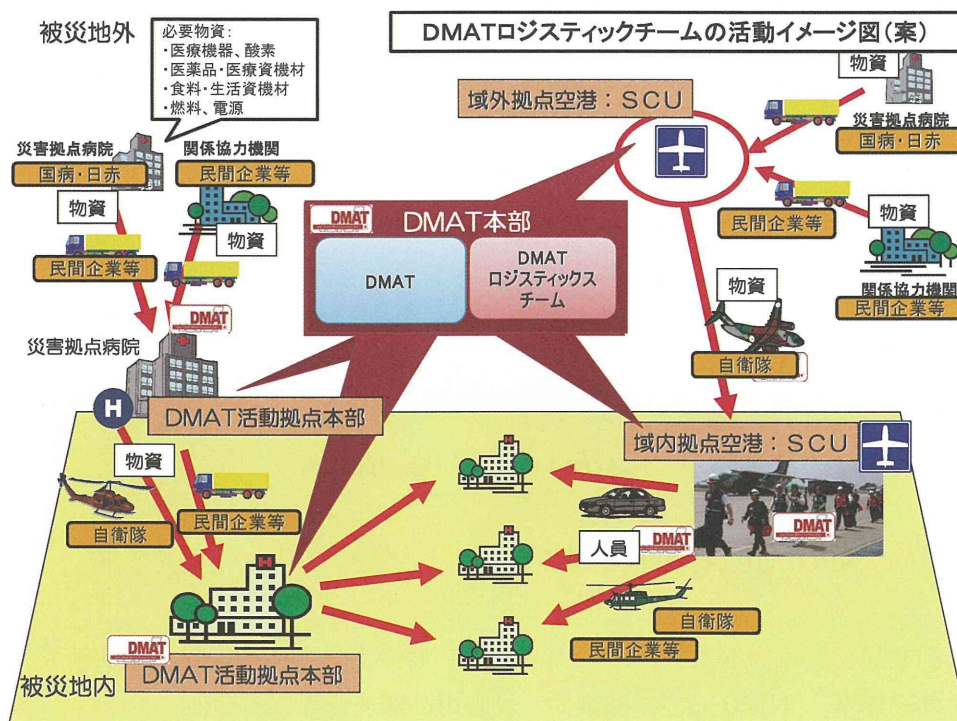 DMATロジスティックチームの活動イメージ図(案)
被災地外
必要物資:
・医療機器、酸素
・医薬品・医療資機材
・食料・生活資機材
・燃料、電源
災害拠点病院
国病・日赤
関係協力機関
民間企業等
物資
物資
民間企業等
DMAT
災害拠点病院
H
DMAT活動拠点本部
域外拠点空港:SCU
物資
災害拠点病院
国病・日赤
民間企業等
物資
関係協力機関
民間企業等
DMAT
DMAT本部
DMAT
DMAT
ロジスティックス
チーム
物資
自衛隊
域内拠点空港:SCU
物資
自衛隊
民間企業等
H
DMAT
DMAT活動拠点本部
被災地内
H
H
H
人員
DMAT
DMAT
自衛隊
民間企業等